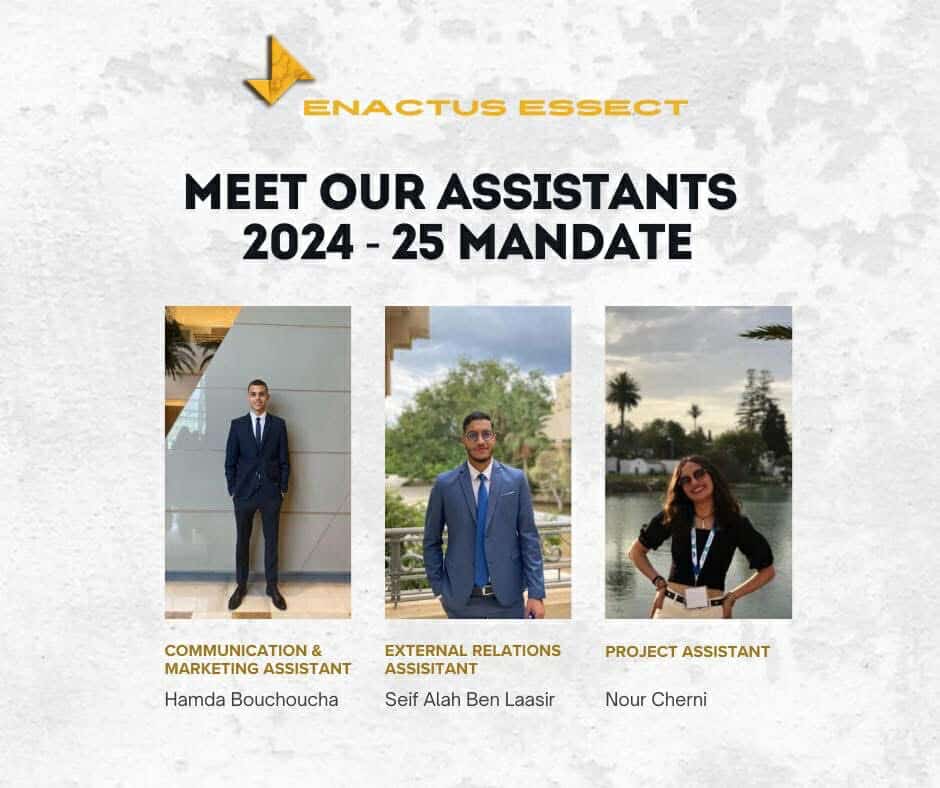 ENACTUS ESSECT
MEET OUR ASSISTANTS
2024 - 25 MANDATE
COMMUNICATION &
MARKETING ASSISTANT
Hamda Bouchoucha
EXTERNAL RELATIONS
ASSISITANT
Seif Alah Ben Laasir
PROJECT ASSISTANT
Nour Cherni